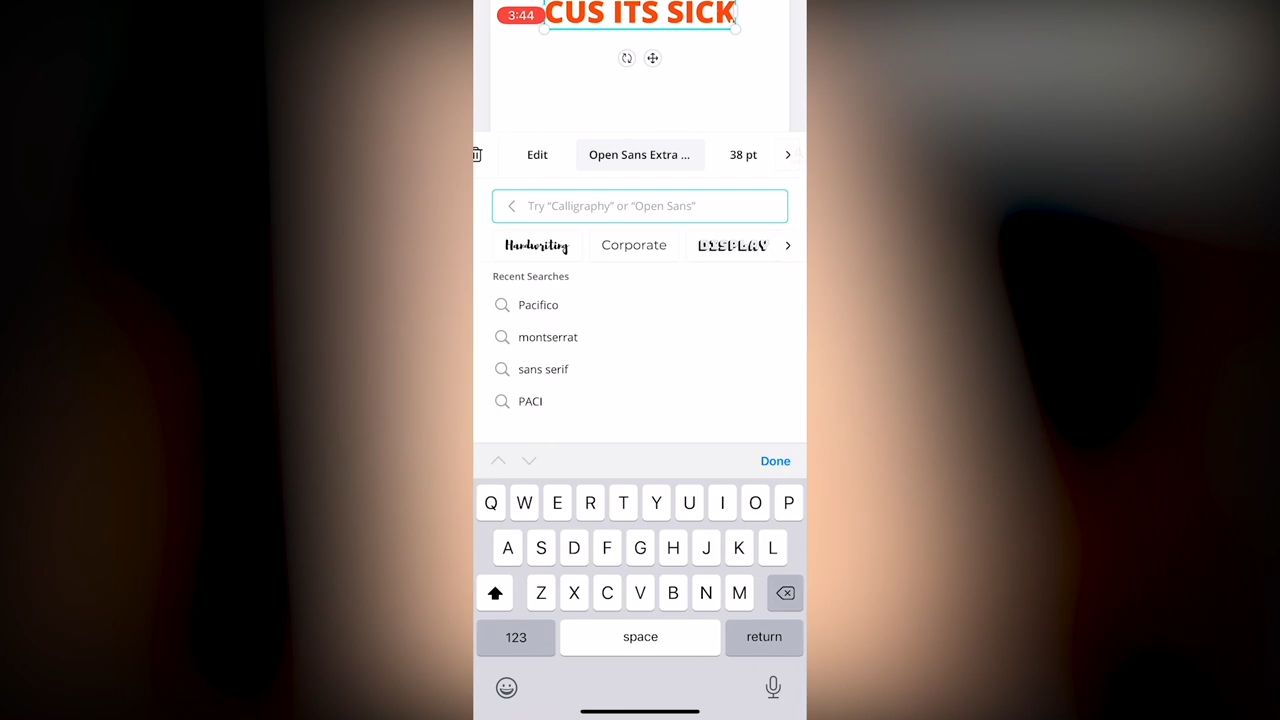 CUS ITS SICK
3:44
Edit
Open Sans Extra ...
38 pt
Try “Calligraphy” or “Open Sans”
Handwriting
Corporate
DISPLAY
Recent Searches
Pacifico
montserrat
sans serif
PACI
Done
Q W E R T Y U I O P
A S D F G H J K L
Z X C V B N M
123
space
return